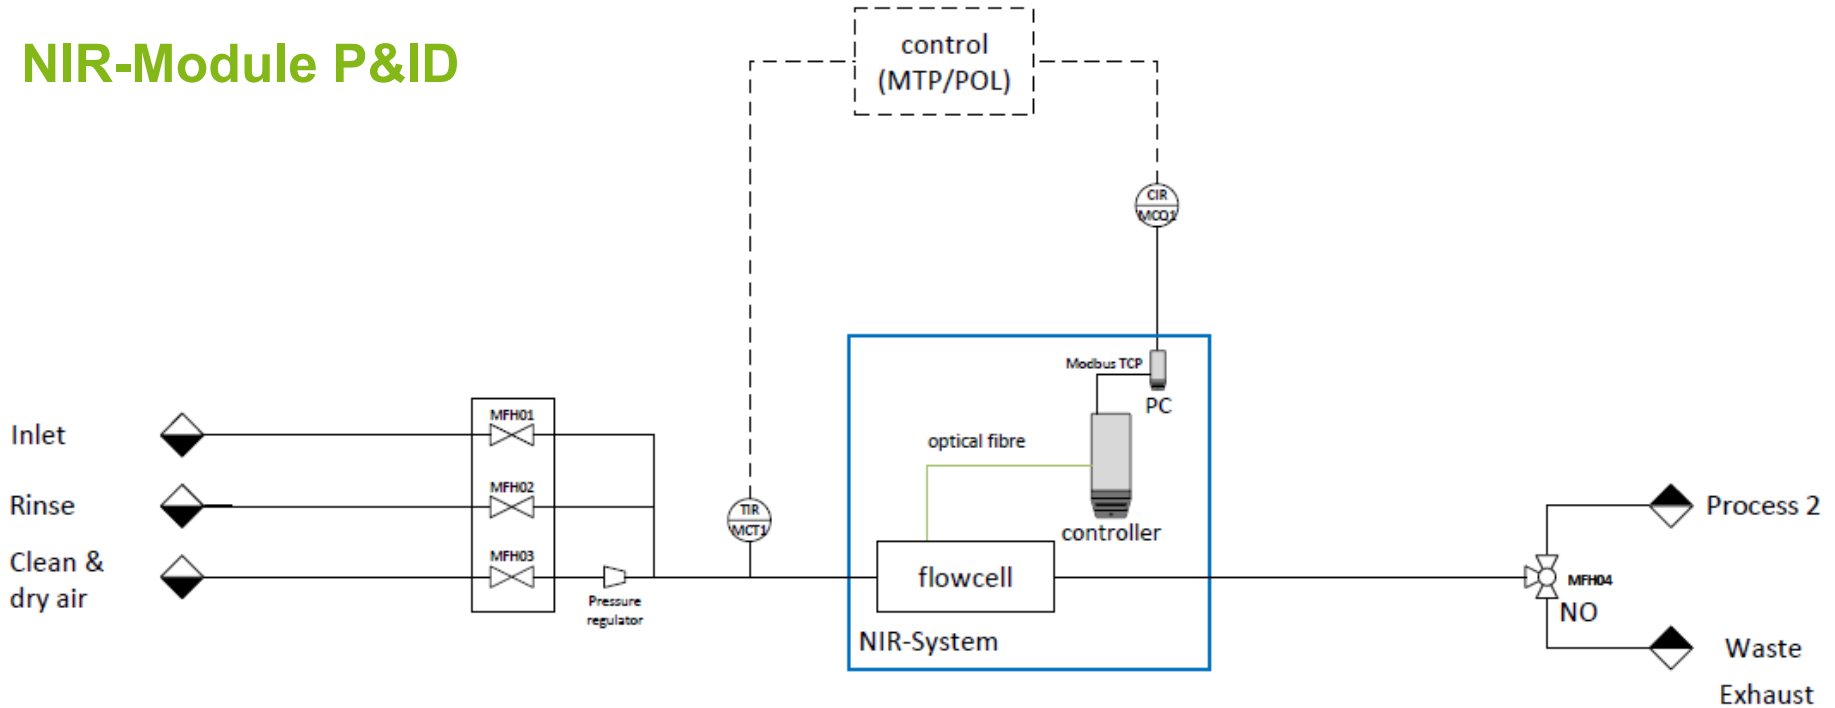 NIR-Module P&ID
control
(MTP/POL)
CIR
MCQ1
Modbus TCP
PC
MFH01
Inlet
optical fibre
MFH02
Rinse
TIR
MCT1
Process 2
controller
MFH03
Clean &
dry air
flowcell
MFH04
NO
Pressure
regulator
NIR-System
Waste
Exhaust